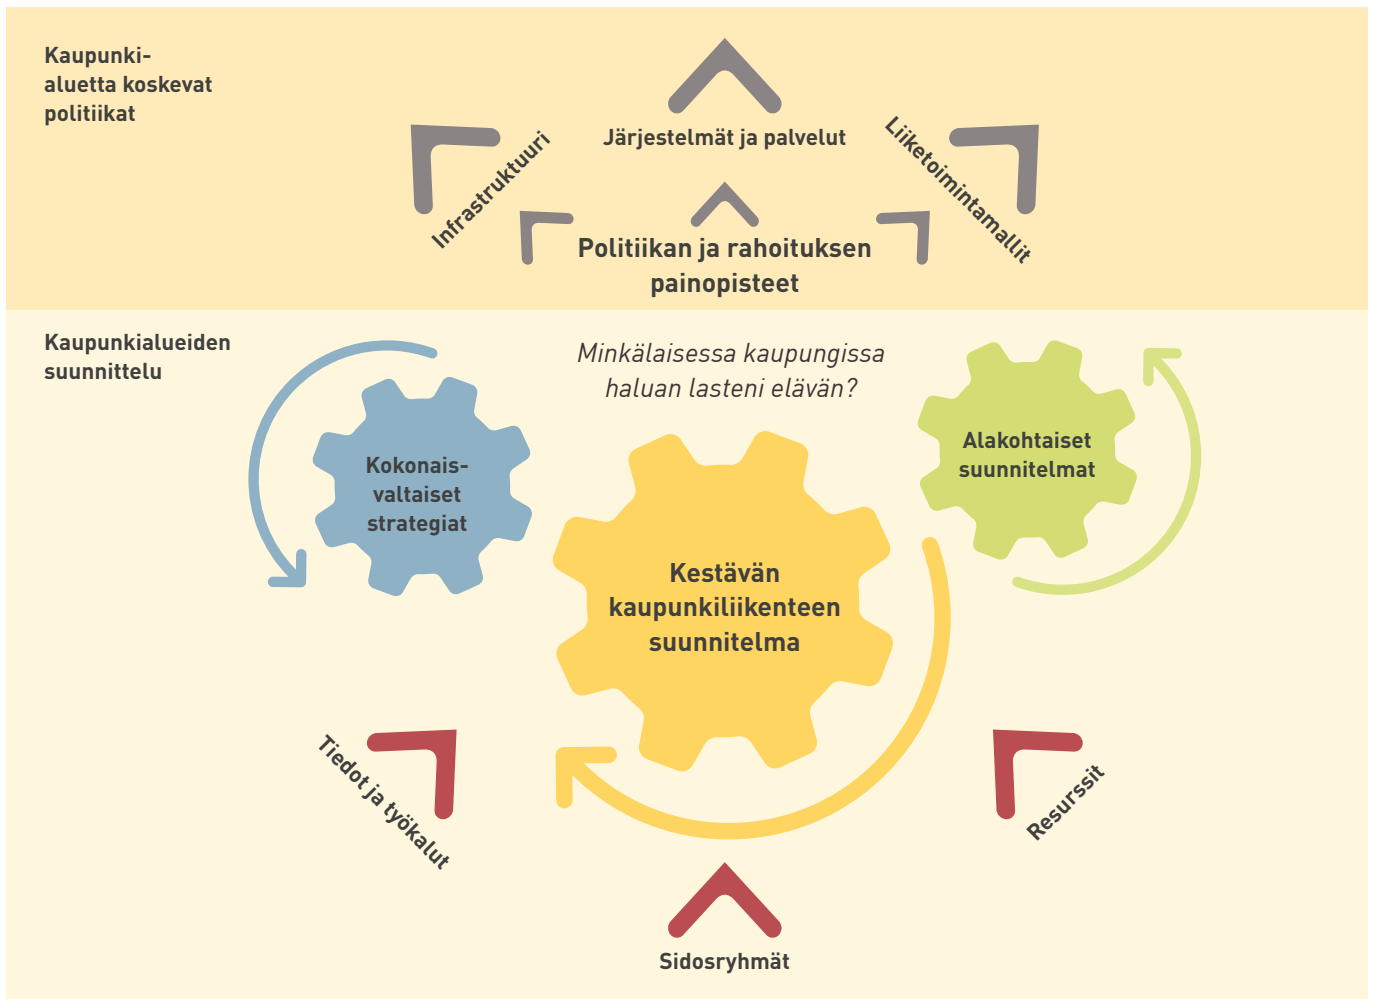 Kaupunki-
aluetta koskevat
politiikat
Järjestelmät ja palvelut
Infrastruktuuri
Liiketoimintamallit
Politiikan ja rahoituksen
painopisteet
Kaupunkialueiden
suunnittelu
Minkälaisessa kaupungissa
haluan lasteni elävän?
Kokonais-
valtaiset
strategiat
Alakohtaiset
suunnitelmat
Kestävän
kaupunkiliikenteen
suunnitelma
Tiedot ja työkalut
Resurssit
Sidosryhmät